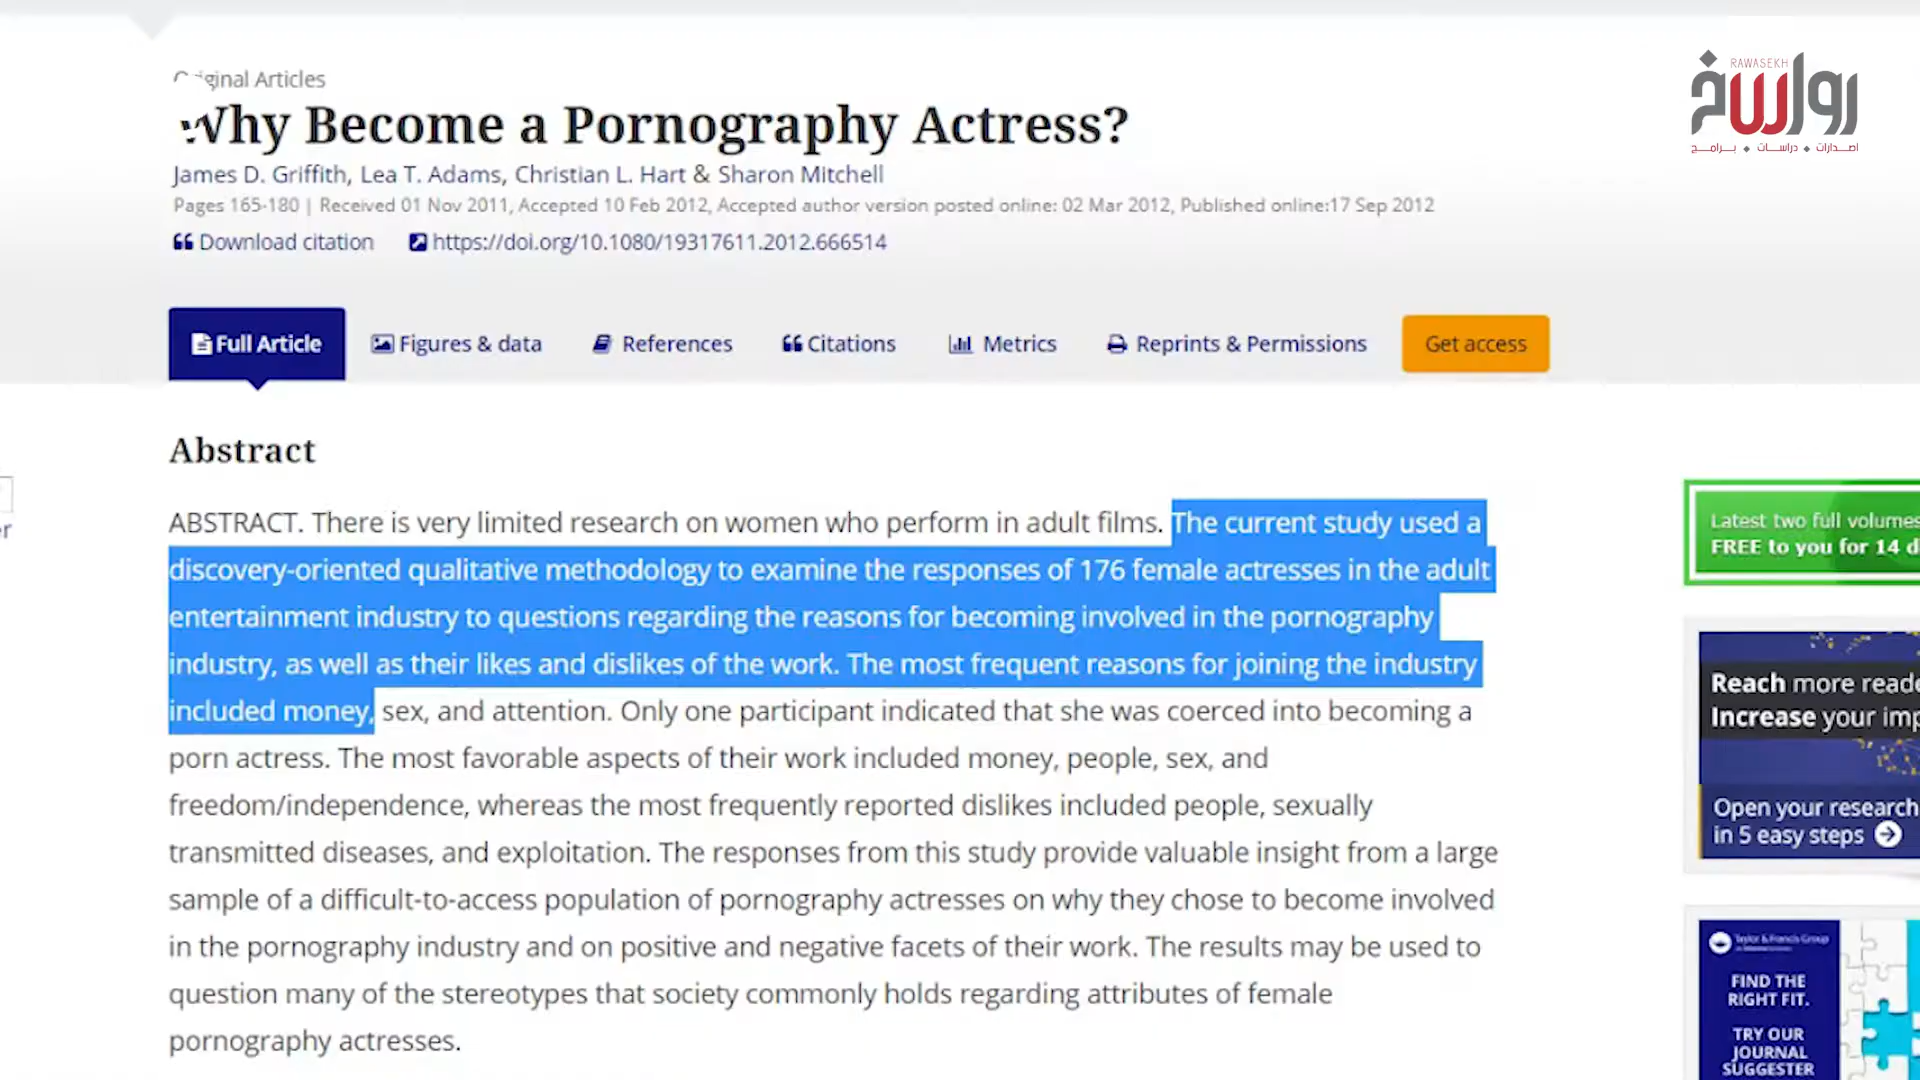 RAWASEKH
رواسخ
اصدارات ◆ دراسات ◆ برامج
Original Articles
Why Become a Pornography Actress?
James D. Griffith, Lea T. Adams, Christian L. Hart & Sharon Mitchell
Pages 165-180 | Received 01 Nov 2011, Accepted 10 Feb 2012, Accepted author version posted online: 02 Mar 2012, Published online:17 Sep 2012
Download citation https://doi.org/10.1080/19317611.2012.666514
Full Article Figures & data References Citations Metrics Reprints & Permissions Get access
Abstract
ABSTRACT. There is very limited research on women who perform in adult films. The current study used a
discovery-oriented qualitative methodology to examine the responses of 176 female actresses in the adult
entertainment industry to questions regarding the reasons for becoming involved in the pornography
industry, as well as their likes and dislikes of the work. The most frequent reasons for joining the industry
included money, sex, and attention. Only one participant indicated that she was coerced into becoming a
porn actress. The most favorable aspects of their work included money, people, sex, and
freedom/independence, whereas the most frequently reported dislikes included people, sexually
transmitted diseases, and exploitation. The responses from this study provide valuable insight from a large
sample of a difficult-to-access population of pornography actresses on why they chose to become involved
in the pornography industry and on positive and negative facets of their work. The results may be used to
question many of the stereotypes that society commonly holds regarding attributes of female
pornography actresses.
Latest two full volumes
FREE to you for 14 d
Reach more reade
Increase your imp
Open your research
in 5 easy steps
Taylor & Francis Group
FIND THE
RIGHT FIT.
TRY OUR
JOURNAL
SUGGESTER